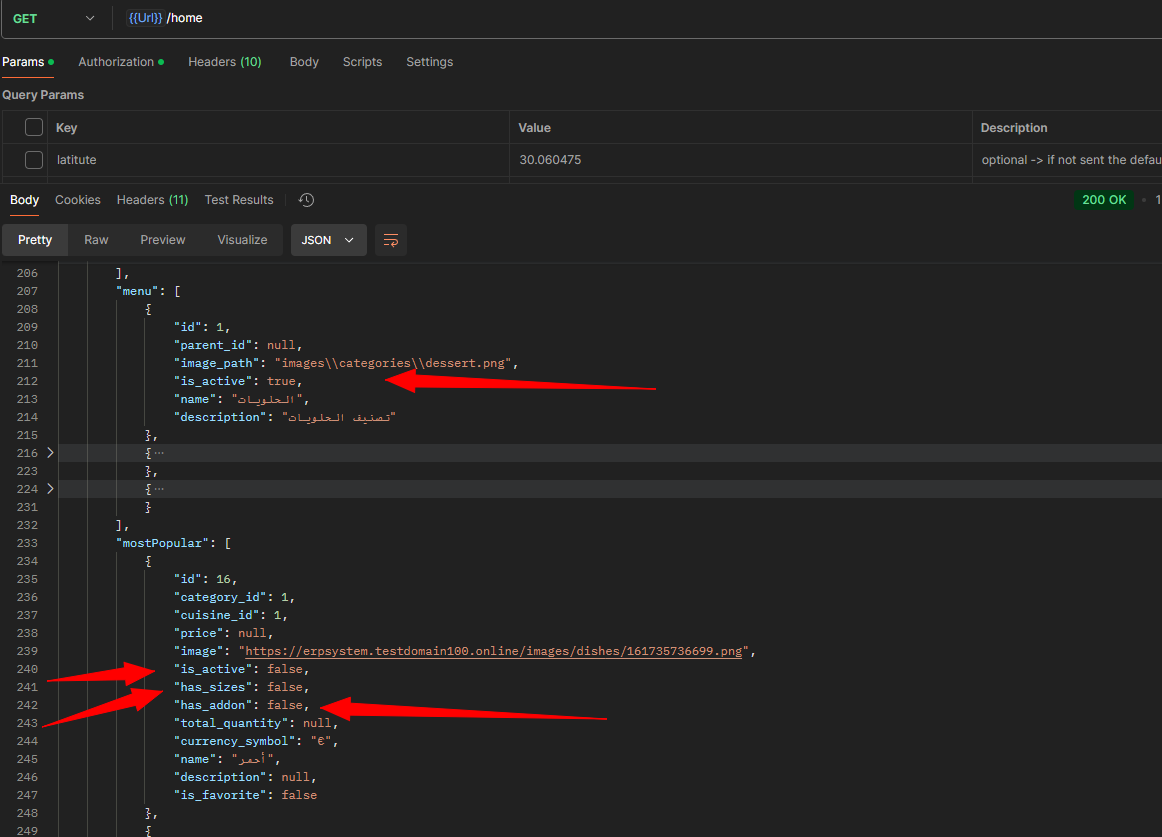 GET {{Url}} /home
Params Authorization Headers (10) Body Scripts Settings
Query Params
Key Value Description
latitute 30.060475 optional -> if not sent the defau
Body Cookies Headers (11) Test Results 200 OK 1
Pretty Raw Preview Visualize JSON
206 ],
207 "menu": [
208 {
209 "id": 1,
210 "parent_id": null,
211 "image_path": "images\\categories\\dessert.png",
212 "is_active": true,
213 "name": "الحلويات",
214 "description": "تصنيف الحلويات"
215 },
216 { ...
223 },
224 { ...
231 }
232 ],
233 "mostPopular": [
234 {
235 "id": 16,
236 "category_id": 1,
237 "cuisine_id": 1,
238 "price": null,
239 "image": "https://erpsystem.testdomain100.online/images/dishes/161735736699.png",
240 "is_active": false,
241 "has_sizes": false,
242 "has_addon": false,
243 "total_quantity": null,
244 "currency_symbol": "€",
245 "name": "أحمر",
246 "description": null,
247 "is_favorite": false
248 },
249 {